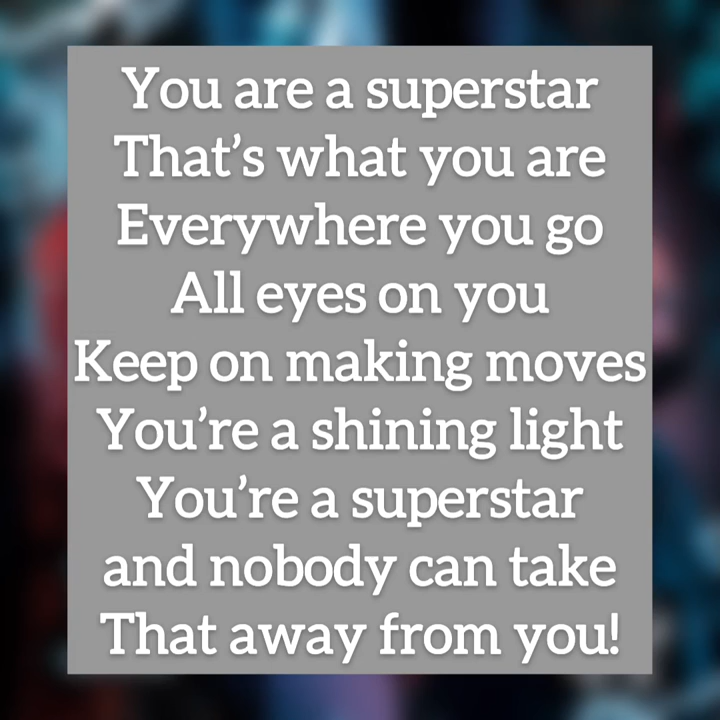 You are a superstar
That’s what you are
Everywhere you go
All eyes on you
Keep on making moves
You’re a shining light
You’re a superstar
and nobody can take
That away from you!